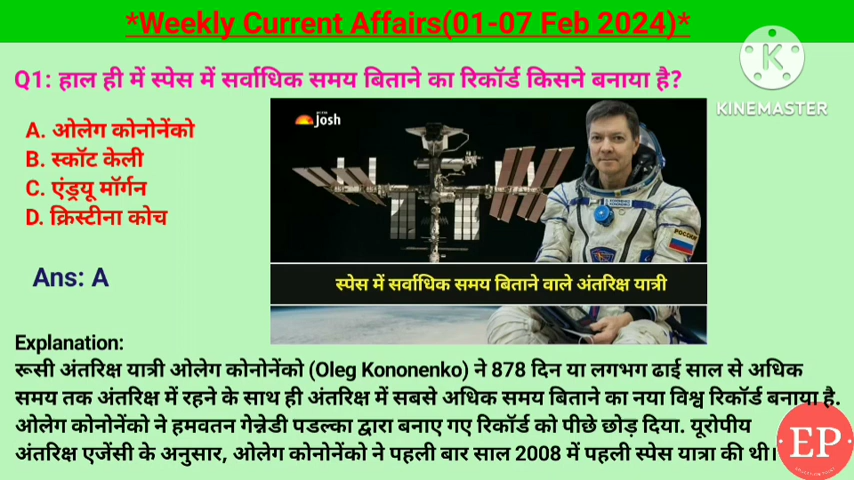 *Weekly Current Affairs(01-07 Feb 2024)*
Q1: हाल ही में स्पेस में सर्वाधिक समय बिताने का रिकॉर्ड किसने बनाया है?
K
KINEMASTER
A. ओलेग कोनोनेंको
B. स्कॉट केली
C. एंड्रयू मॉर्गन
D. क्रिस्टीना कोच
Ans: A
josh
РОССИЯ
स्पेस में सर्वाधिक समय बिताने वाले अंतरिक्ष यात्री
Explanation:
रूसी अंतरिक्ष यात्री ओलेग कोनोनेंको (Oleg Kononenko) ने 878 दिन या लगभग ढाई साल से अधिक
समय तक अंतरिक्ष में रहने के साथ ही अंतरिक्ष में सबसे अधिक समय बिताने का नया विश्व रिकॉर्ड बनाया है.
ओलेग कोनोनेंको ने हमवतन गेन्नेडी पडल्का द्वारा बनाए गए रिकॉर्ड को पीछे छोड़ दिया. यूरोपीय
अंतरिक्ष एजेंसी के अनुसार, ओलेग कोनोनेंको ने पहली बार साल 2008 में पहली स्पेस यात्रा की थी।
EP